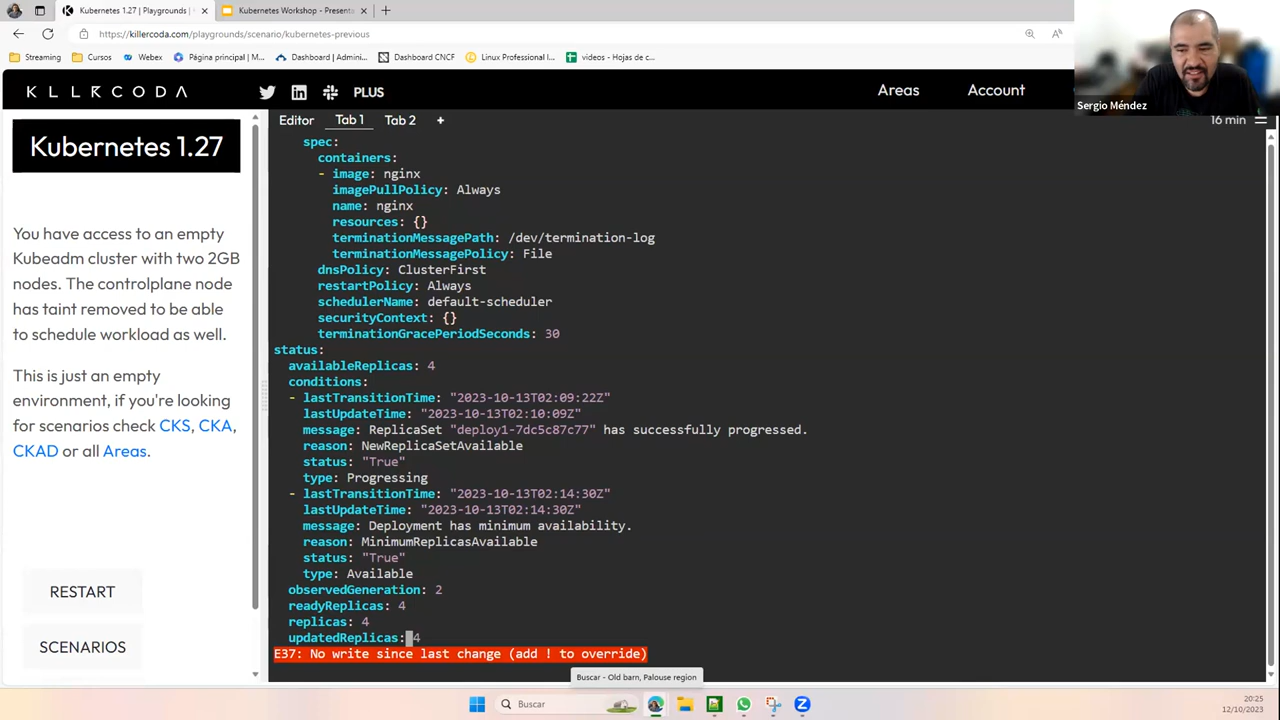 Kubernetes 1.27 | Playgrounds |
Kubernetes Workshop - Presenta
https://killercoda.com/playgrounds/scenario/kubernetes-previous
Streaming
Cursos
Webex
Página principal | M...
Dashboard | Admini...
Dashboard CNCF
Linux Professional I...
videos - Hojas de c...
Sergio Méndez
KLLRCODA
PLUS
Areas
Account
Kubernetes 1.27
You have access to an empty
Kubeadm cluster with two 2GB
nodes. The controlplane node
has taint removed to be able
to schedule workload as well.
This is just an empty
environment, if you're looking
for scenarios check CKS, CKA,
CKAD or all Areas.
RESTART
SCENARIOS
Editor
Tab 1
Tab 2
+
16 min
spec:
containers:
- image: nginx
imagePullPolicy: Always
name: nginx
resources: {}
terminationMessagePath: /dev/termination-log
terminationMessagePolicy: File
dnsPolicy: ClusterFirst
restartPolicy: Always
schedulerName: default-scheduler
securityContext: {}
terminationGracePeriodSeconds: 30
status:
availableReplicas: 4
conditions:
- lastTransitionTime: "2023-10-13T02:09:22Z"
lastUpdateTime: "2023-10-13T02:10:09Z"
message: ReplicaSet "deploy1-7dc5c87c77" has successfully progressed.
reason: NewReplicaSetAvailable
status: "True"
type: Progressing
- lastTransitionTime: "2023-10-13T02:14:30Z"
lastUpdateTime: "2023-10-13T02:14:30Z"
message: Deployment has minimum availability.
reason: MinimumReplicasAvailable
status: "True"
type: Available
observedGeneration: 2
readyReplicas: 4
replicas: 4
updatedReplicas: 4
E37: No write since last change (add ! to override)
Buscar - Old barn, Palouse region
Buscar
20:25
12/10/2023